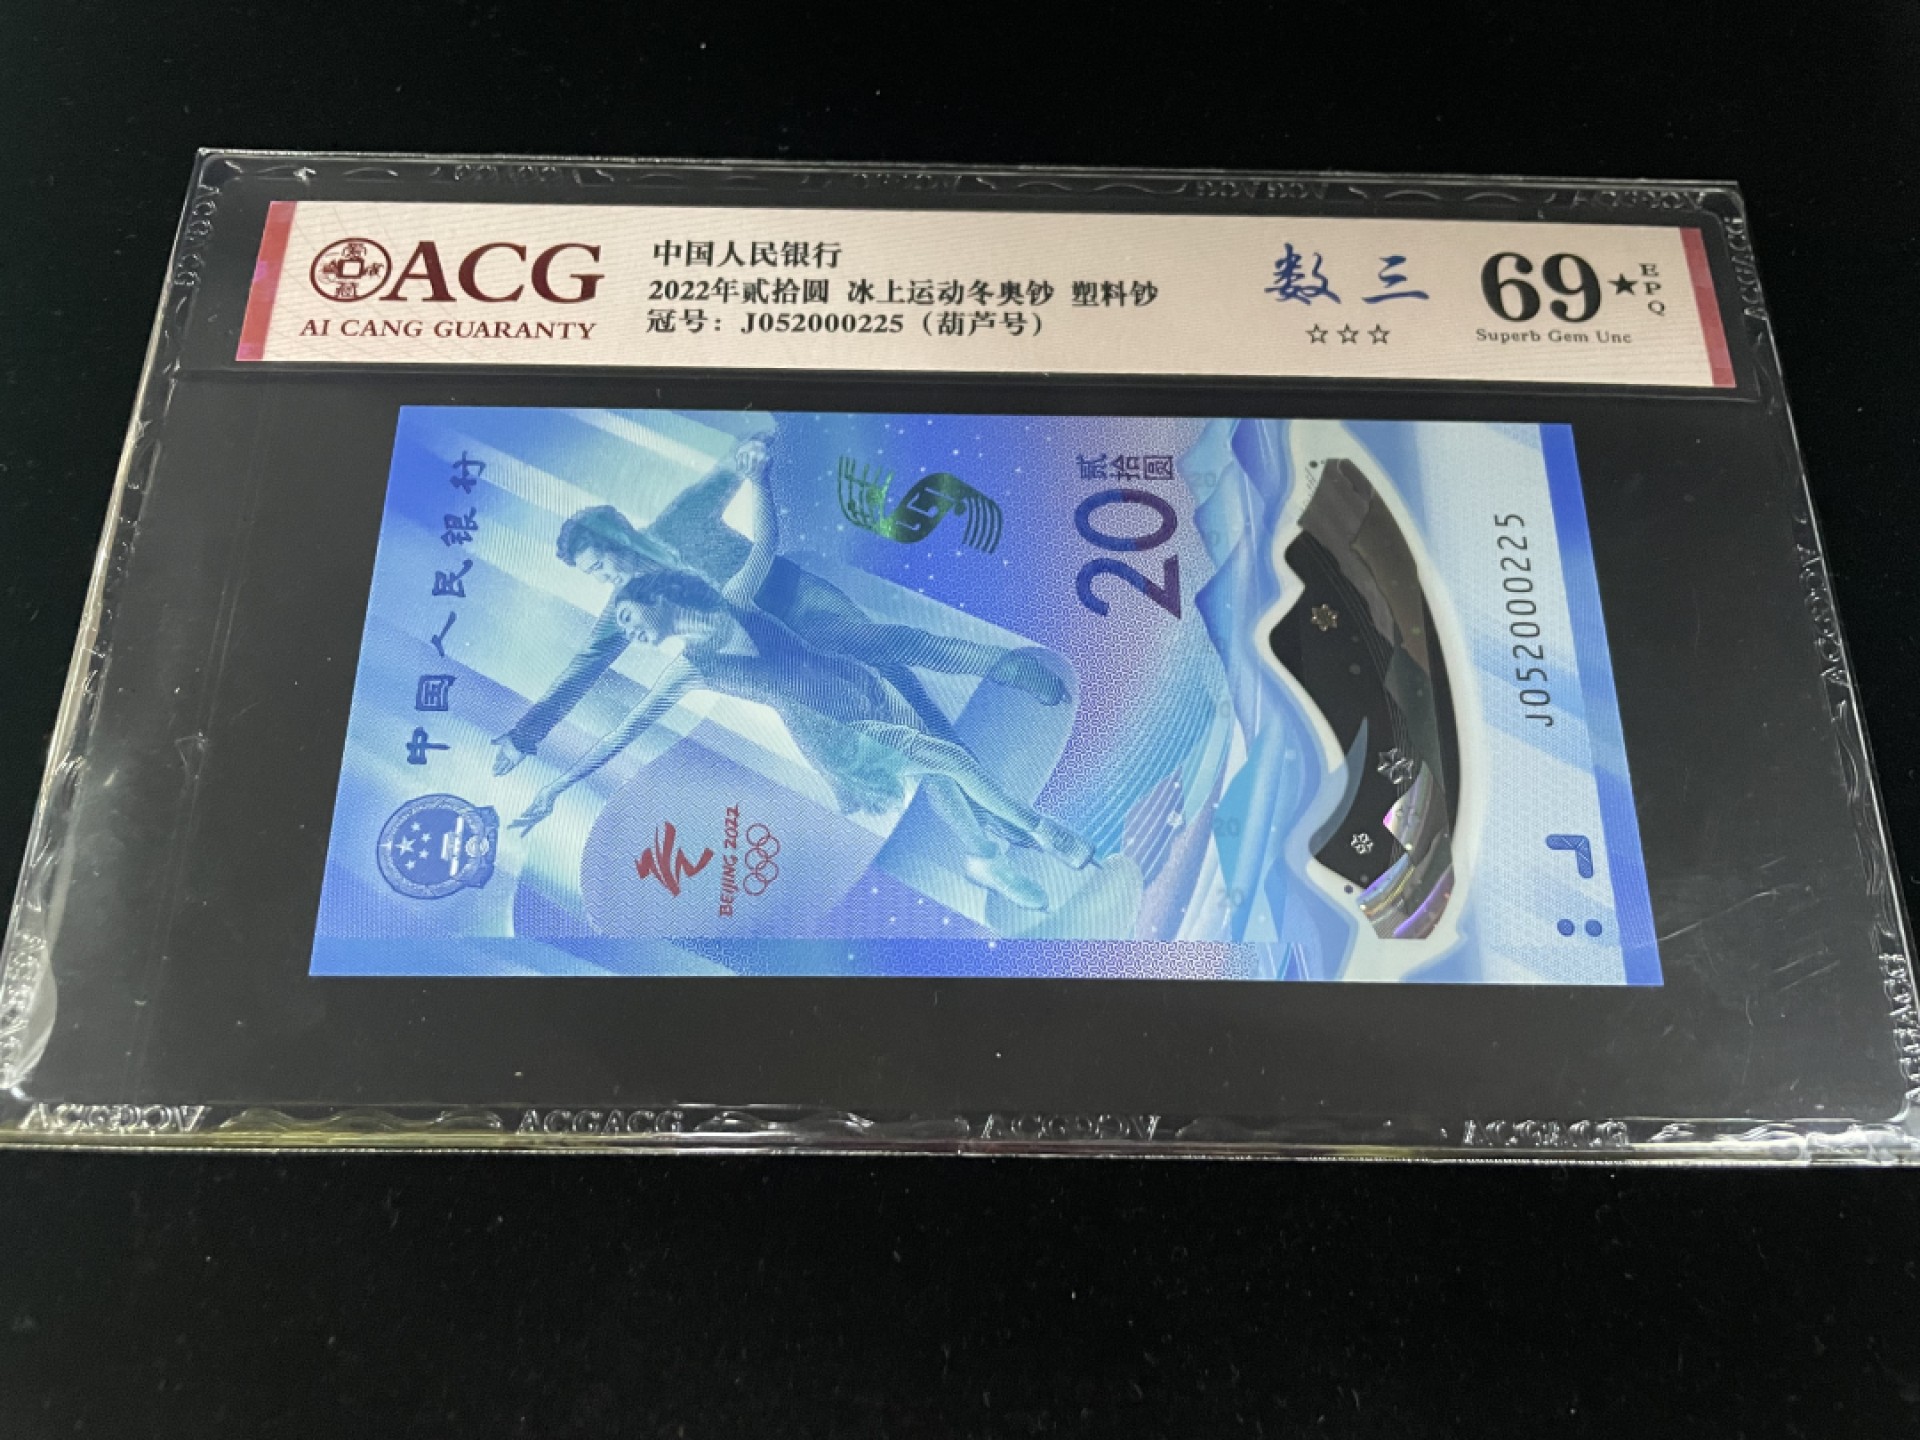 ACG
AI CANG GUARANTY
中国人民银行
2022年贰拾圆 冰上运动冬奥钞 塑料钞
冠号：J052000225（葫芦号）
数三
☆☆☆
69★
EPQ
Superb Gem Unc
中国人民银行
贰拾圆
20
BEIJING 2022
J052000225
20
ACGACG
ACGACG